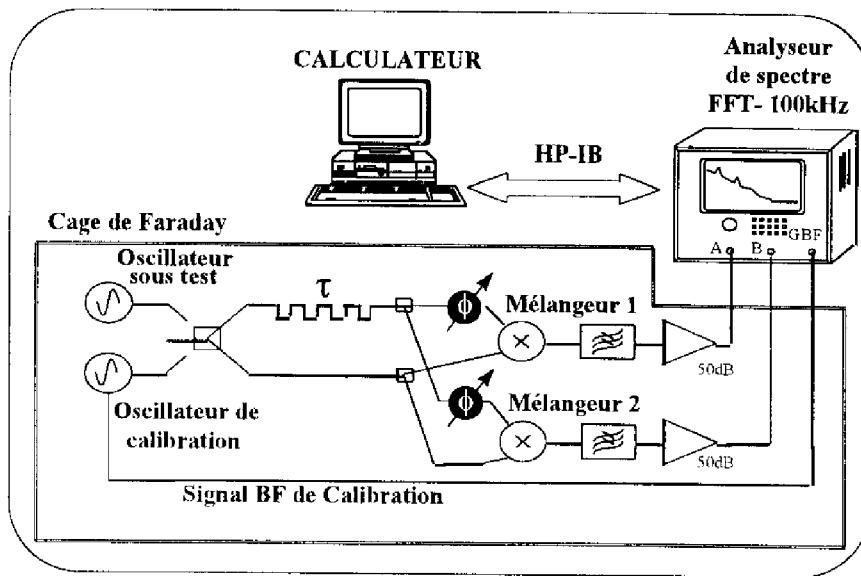 CALCULATEUR
Analyseur
de spectre
FFT- 100kHz
HP-IB
A B GBF
Cage de Faraday
Oscillateur
sous test
τ
ϕ
Mélangeur 1
50dB
ϕ
Mélangeur 2
50dB
Oscillateur de
calibration
Signal BF de Calibration